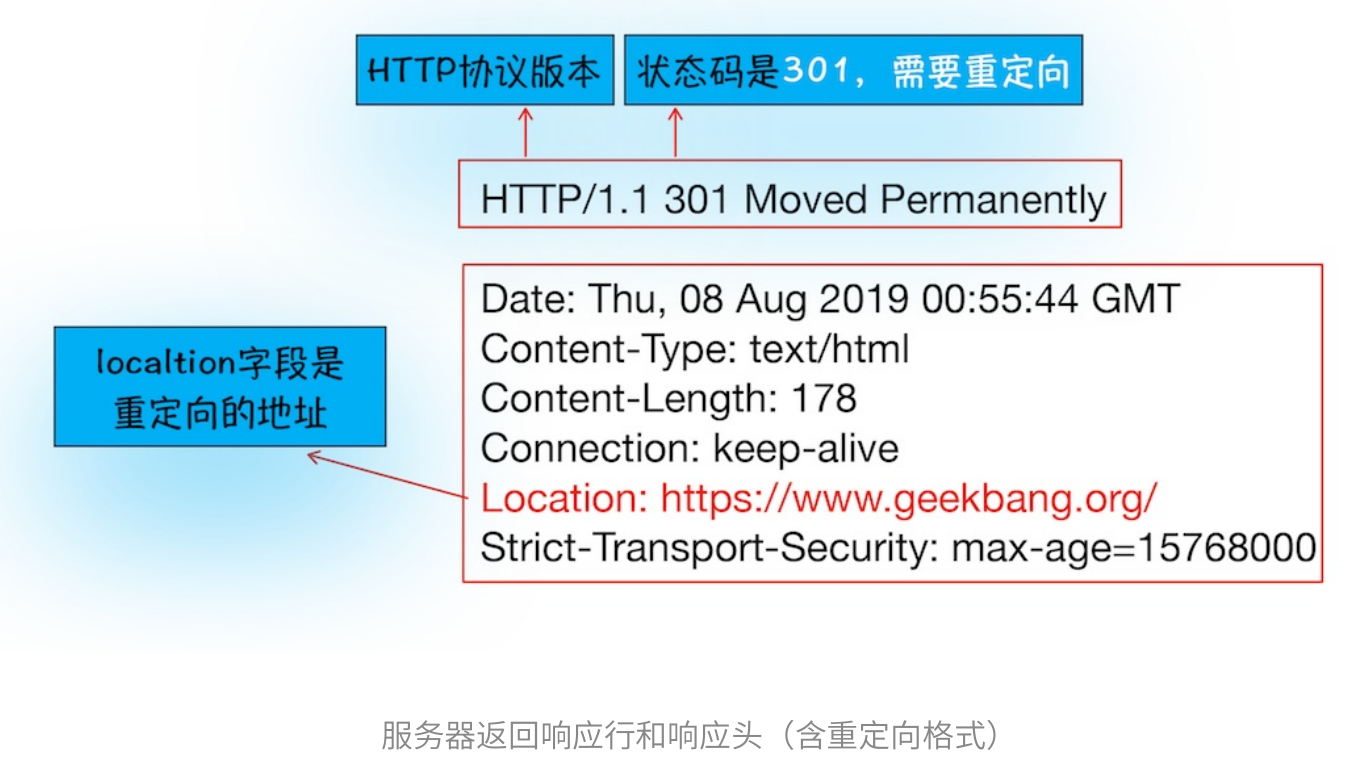 HTTP协议版本
状态码是301，需要重定向
HTTP/1.1 301 Moved Permanently
Date: Thu, 08 Aug 2019 00:55:44 GMT
Content-Type: text/html
Content-Length: 178
Connection: keep-alive
Location: https://www.geekbang.org/
Strict-Transport-Security: max-age=15768000
localtion字段是
重定向的地址
服务器返回响应行和响应头（含重定向格式）